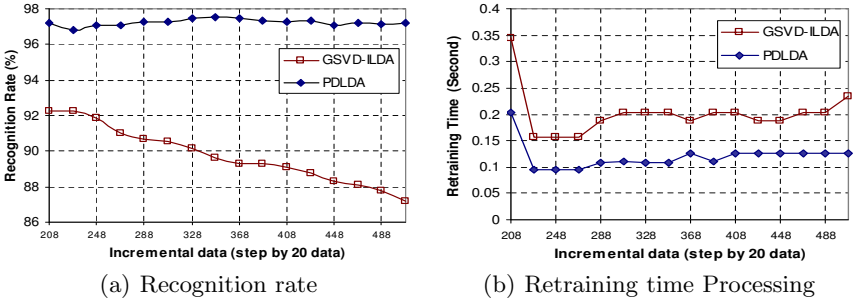 98
96
94
92
90
88
86
Recognition Rate (%)
GSVD-ILDA
PDLDA
208 248 288 328 368 408 448 488
Incremental data (step by 20 data)
(a) Recognition rate
0.4
0.35
0.3
0.25
0.2
0.15
0.1
0.05
0
Retraining Time (Second)
GSVD-ILDA
PDLDA
208 248 288 328 368 408 448 488
Incremental data (step by 20 data)
(b) Retraining time Processing